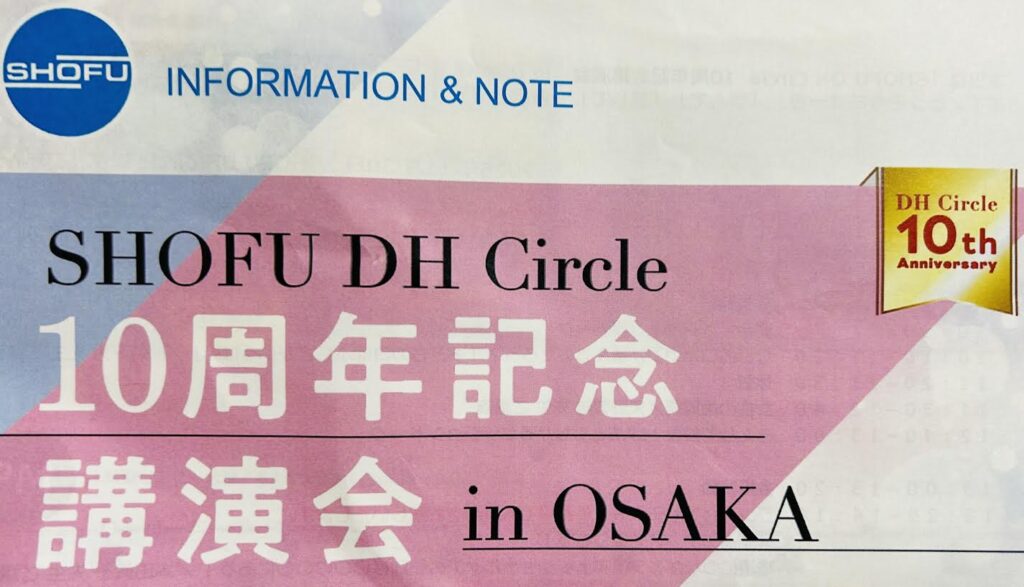 SHOFU
INFORMATION & NOTE
DH Circle
10th
Anniversary
SHOFU DH Circle
10周年記念
講演会 in OSAKA